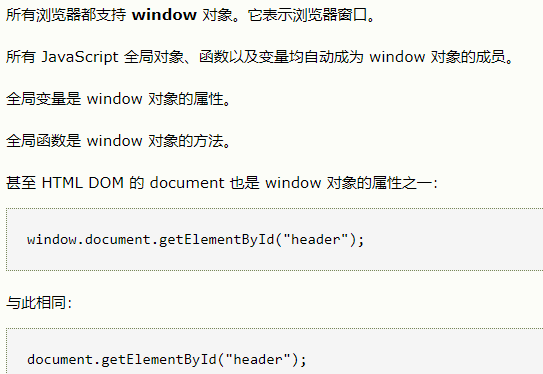 所有浏览器都支持 window 对象。它表示浏览器窗口。
所有 JavaScript 全局对象、函数以及变量均自动成为 window 对象的成员。
全局变量是 window 对象的属性。
全局函数是 window 对象的方法。
甚至 HTML DOM 的 document 也是 window 对象的属性之一：
window.document.getElementById("header");
与此相同：
document.getElementById("header");